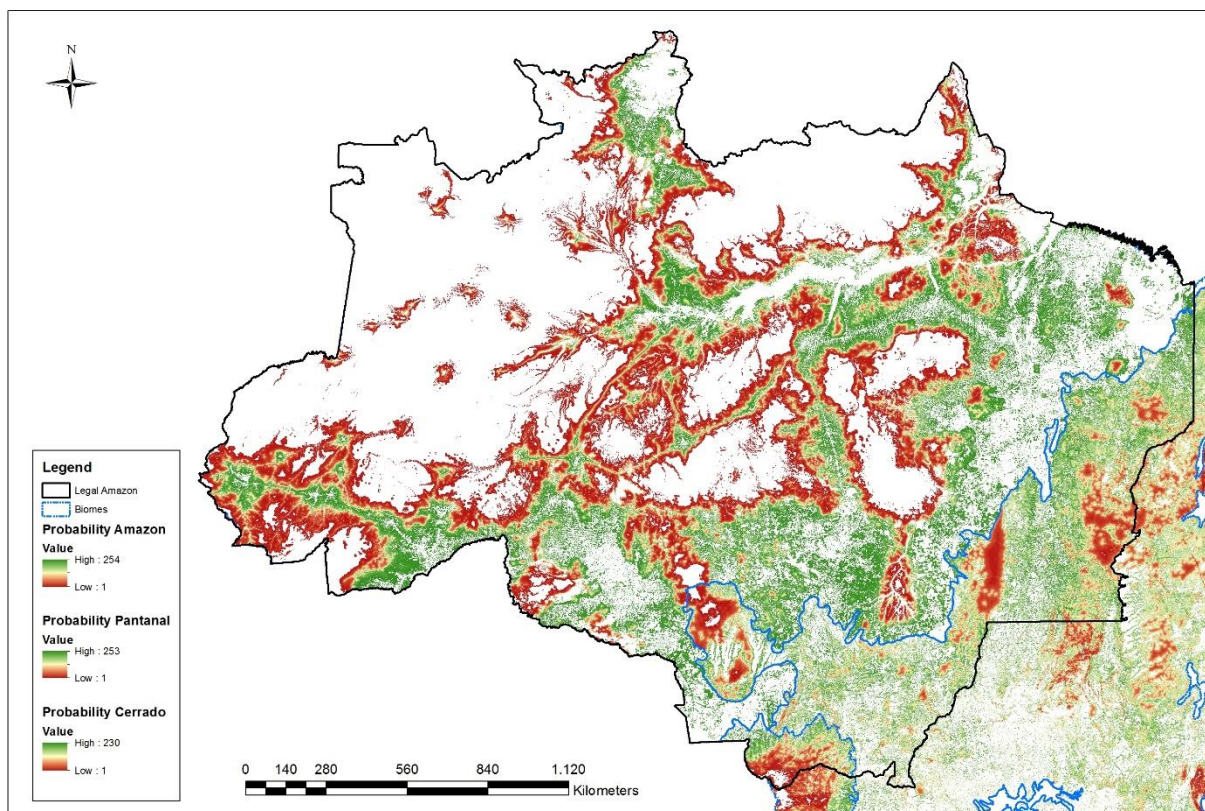 N
Legend
Legal Amazon
Biomes
Probability Amazon
Value
High : 254
Low : 1
Probability Pantanal
Value
High : 253
Low : 1
Probability Cerrado
Value
High : 230
Low : 1
0 140 280 560 840 1.120
Kilometers